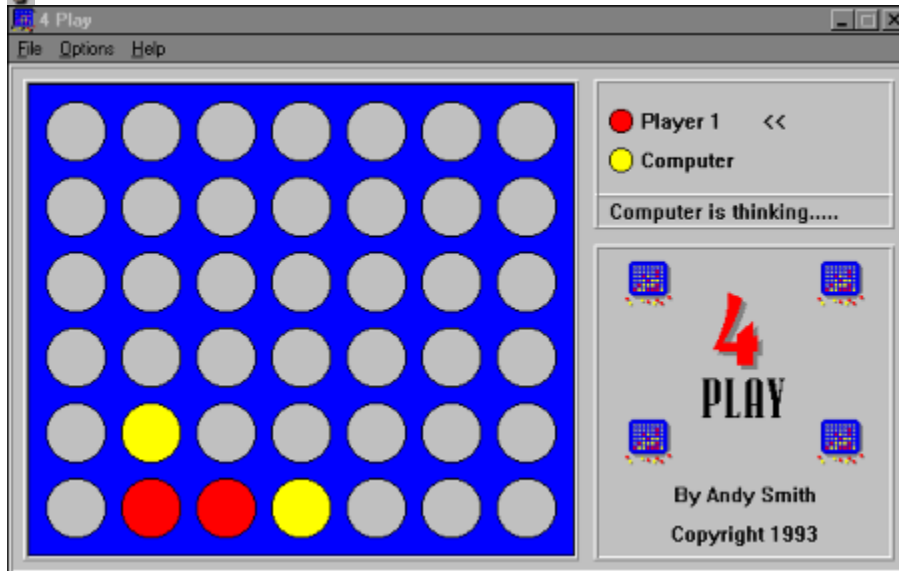 4 Play
File Options Help
Player 1 <<
Computer
Computer is thinking.....
4
PLAY
By Andy Smith
Copyright 1993